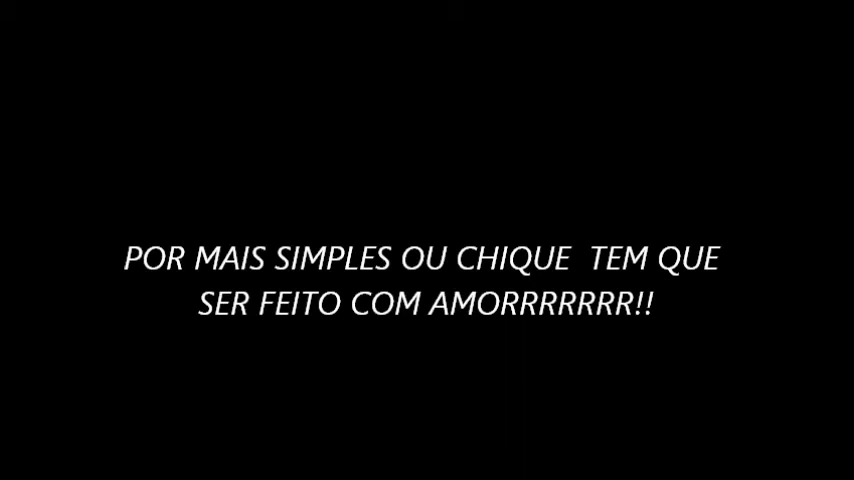 POR MAIS SIMPLES OU CHIQUE  TEM QUE
SER FEITO COM AMORRRRRRR!!